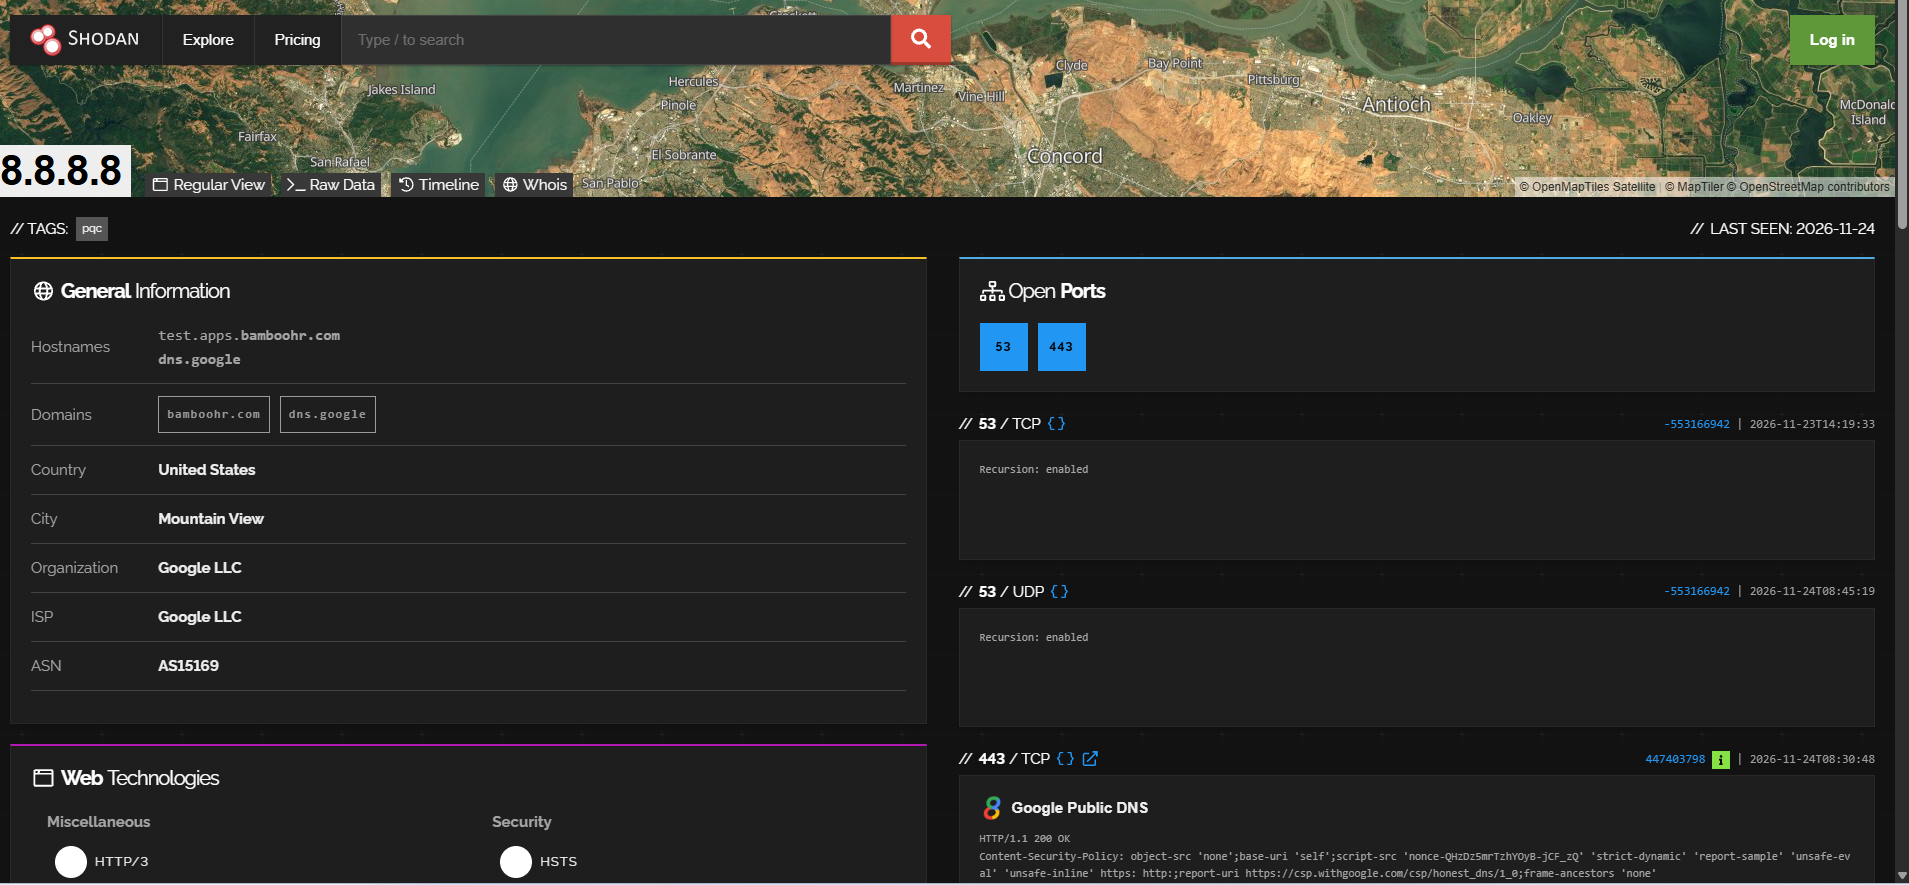 SHODAN
Explore
Pricing
Type / to search
Log in
Crockett
Jakes Island
Hercules
Pinole
Martinez
Vine Hill
Clyde
Bay Point
Pittsburg
Antioch
Oakley
McDonald
Island
Fairfax
San Rafael
El Sobrante
Concord
San Pablo
8.8.8.8
Regular View
>_ Raw Data
Timeline
Whois
© OpenMapTiles Satellite | © MapTiler © OpenStreetMap contributors
// TAGS: pqc
// LAST SEEN: 2026-11-24
General Information
Hostnames
test.apps.bamboohr.com
dns.google
Domains
bamboohr.com
dns.google
Country United States
City Mountain View
Organization Google LLC
ISP Google LLC
ASN AS15169
Web Technologies
Miscellaneous
HTTP/3
Security
HSTS
Open Ports
53
443
// 53 / TCP {}
-553166942 | 2026-11-23T14:19:33
Recursion: enabled
// 53 / UDP {}
-553166942 | 2026-11-24T08:45:19
Recursion: enabled
// 443 / TCP {}
447403798 i | 2026-11-24T08:30:48
Google Public DNS
HTTP/1.1 200 OK
Content-Security-Policy: object-src 'none';base-uri 'self';script-src 'nonce-QHzDz5mrTzhYOyB-jCF_zQ' 'strict-dynamic' 'report-sample' 'unsafe-ev
al' 'unsafe-inline' https: http:;report-uri https://csp.withgoogle.com/csp/honest_dns/1_0;frame-ancestors 'none'